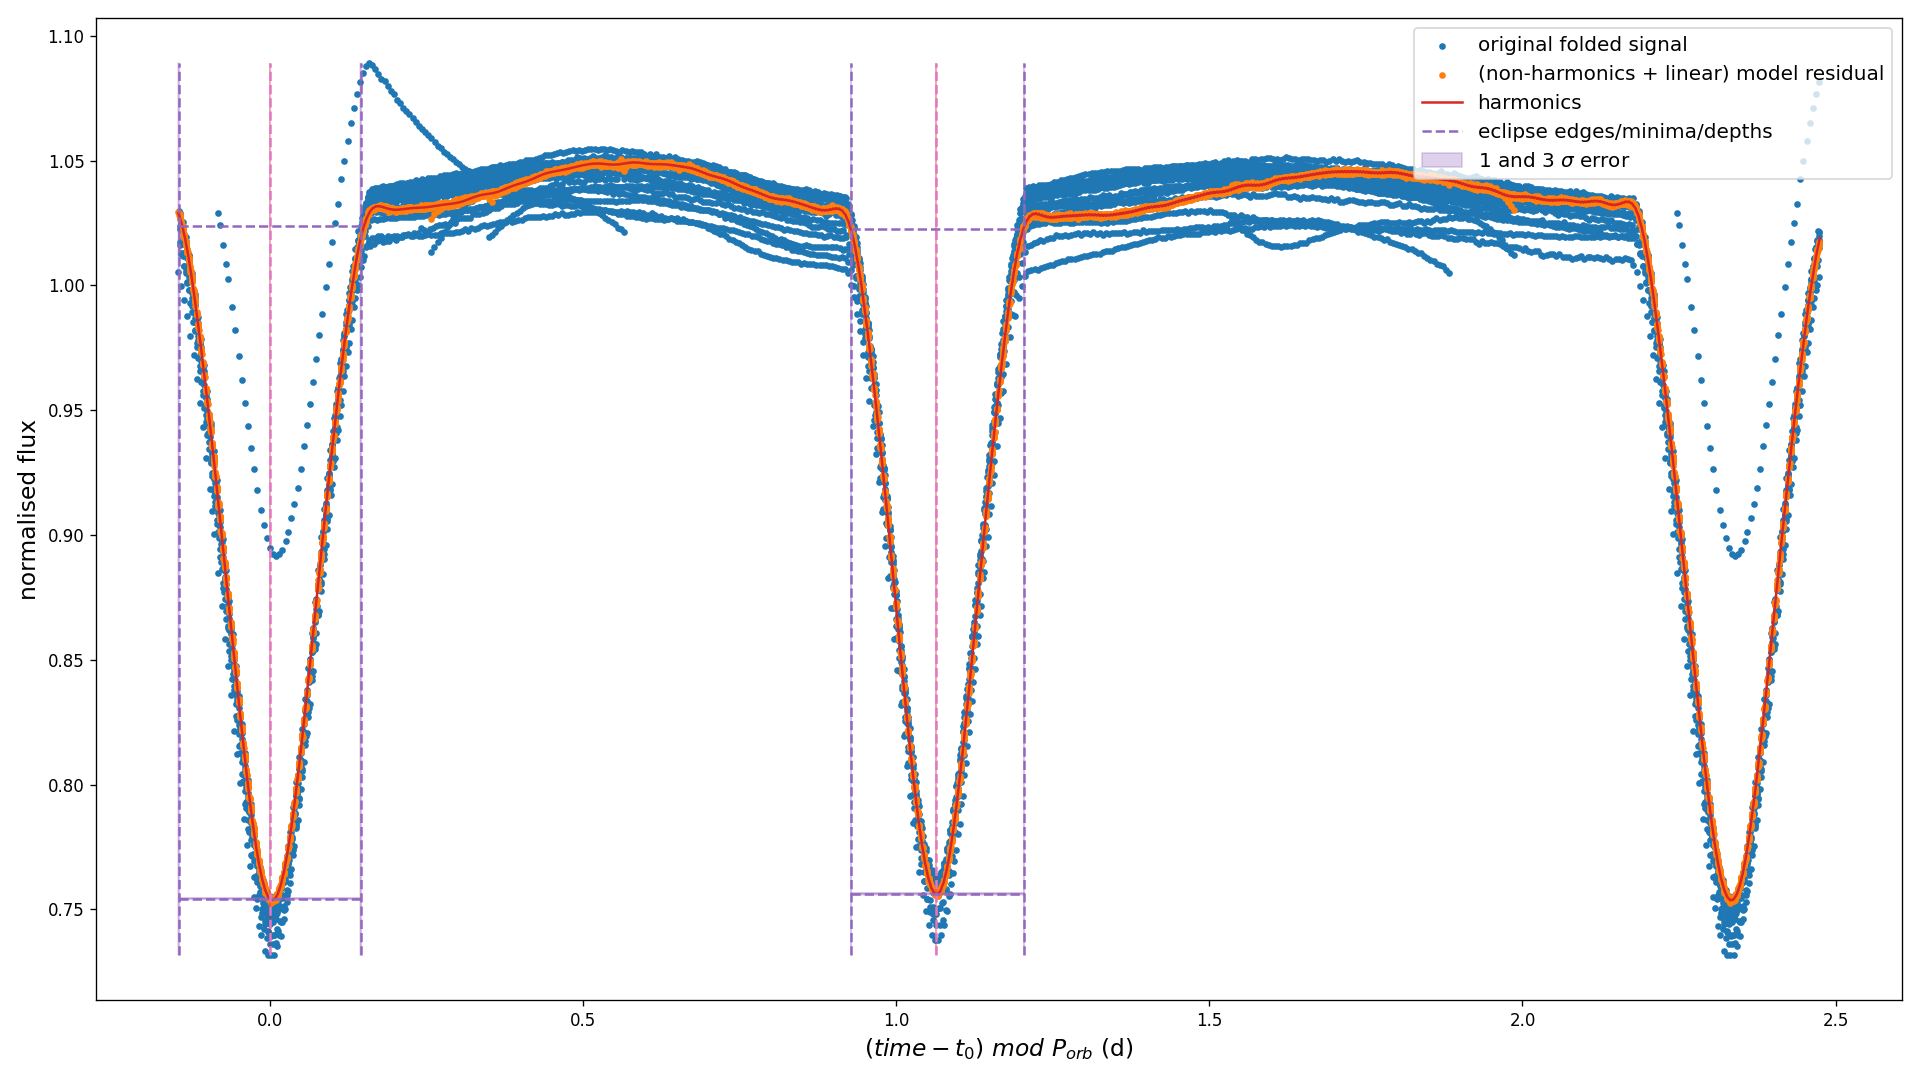 1.10
1.05
1.00
0.95
0.90
0.85
0.80
0.75
normalised flux
original folded signal
(non-harmonics + linear) model residual
harmonics
eclipse edges/minima/depths
1 and 3 σ error
0.0 0.5 1.0 1.5 2.0 2.5
(time − t₀) mod P_orb (d)